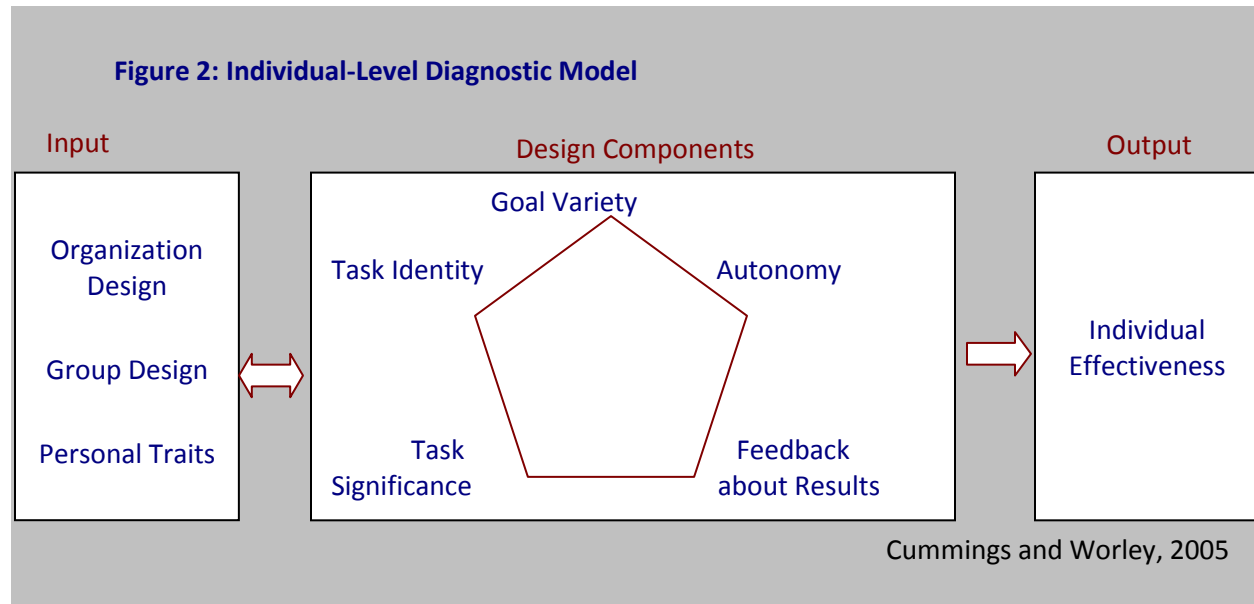 Figure 2: Individual-Level Diagnostic Model
Input
Organization
Design
Group Design
Personal Traits
Design Components
Goal Variety
Task Identity
Autonomy
Task
Significance
Feedback
about Results
Output
Individual
Effectiveness
Cummings and Worley, 2005